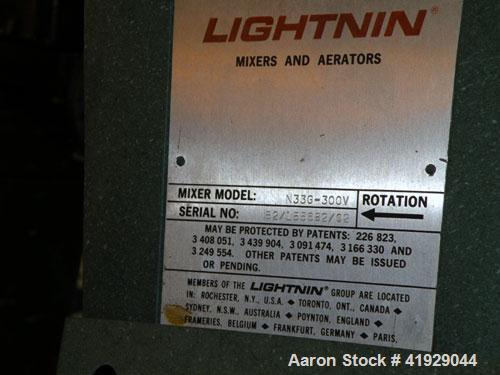 LIGHTNIN®
MIXERS AND AERATORS
MIXER MODEL: N33G-300V
ROTATION
SERIAL NO:
MAY BE PROTECTED BY PATENTS: 226 823,
3 408 051, 3 439 904, 3 091 474, 3 166 330 AND
3 249 554. OTHER PATENTS MAY BE ISSUED
OR PENDING.
MEMBERS OF THE LIGHTNIN® GROUP ARE LOCATED
IN: ROCHESTER, N.Y., U.S.A. ◆ TORONTO, ONT., CANADA ◆
SYDNEY, N.S.W., AUSTRALIA ◆ POYNTON, ENGLAND ◆
FRAMERIES, BELGIUM ◆ FRANKFURT, GERMANY ◆ PARIS,
Aaron Stock # 41929044